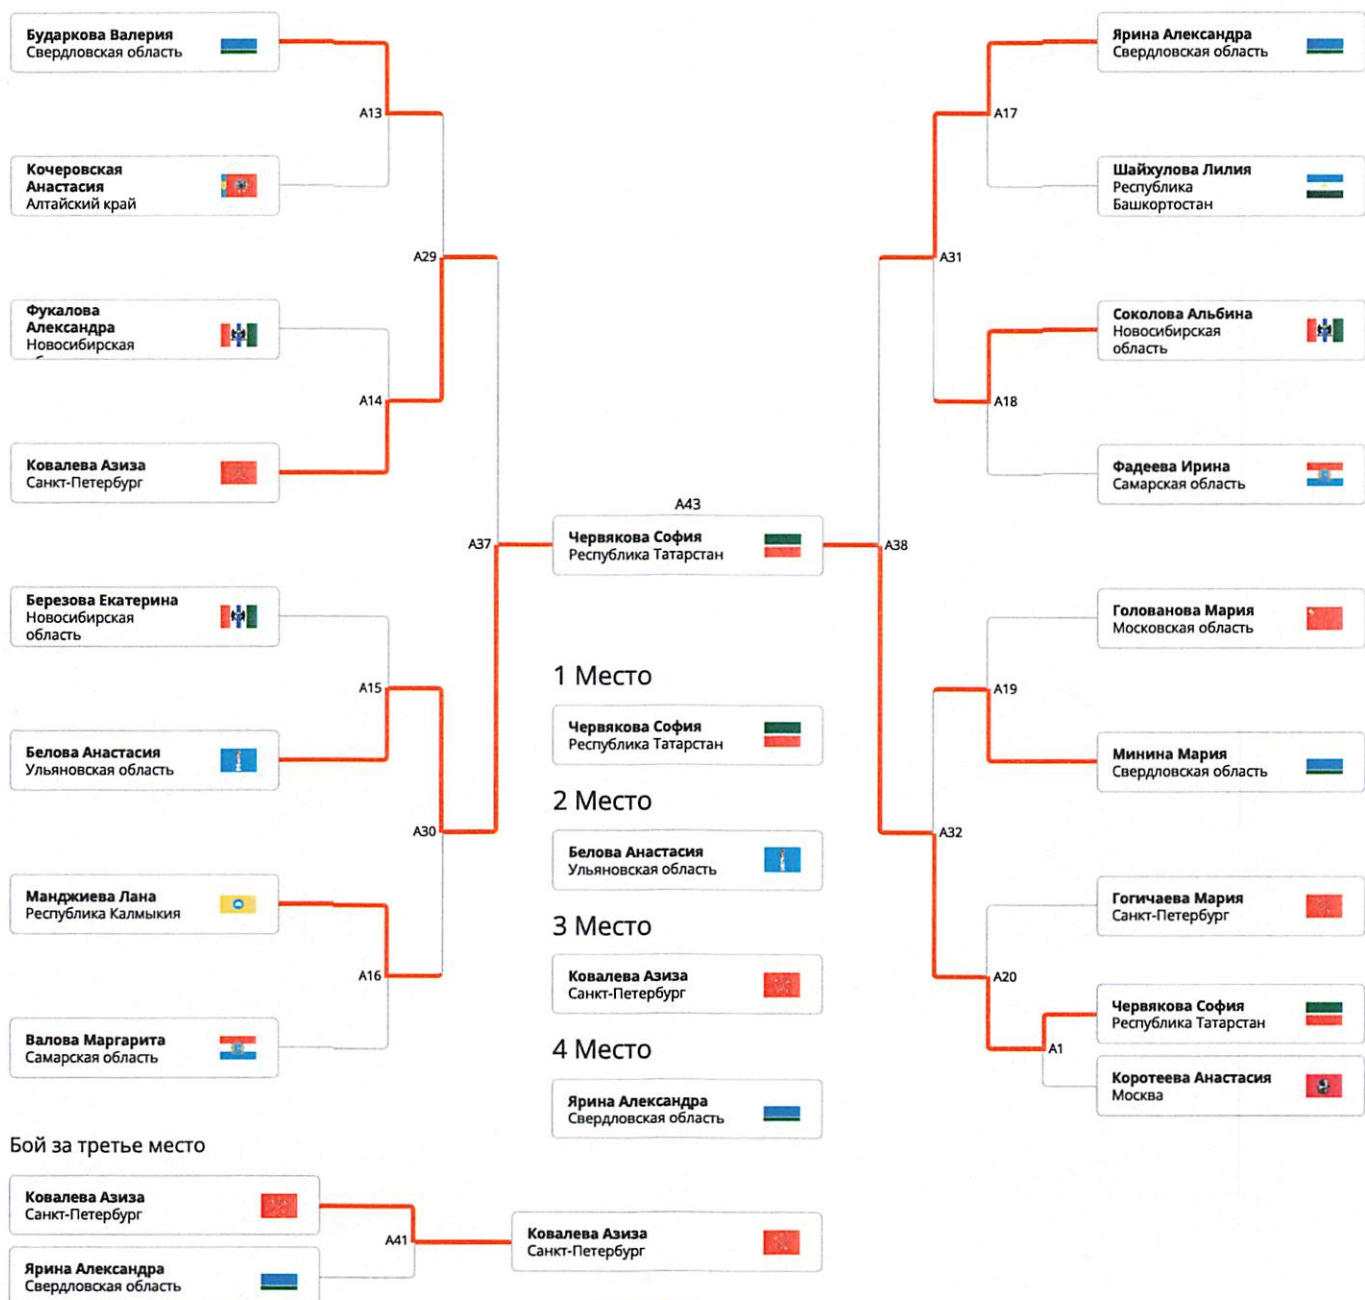 Бударкова Валерия
Свердловская область
A13
Кочеровская
Анастасия
Алтайский край
A29
Фукалова
Александра
Новосибирская
A14
Ковалева Азиза
Санкт-Петербург
A37
Березова Екатерина
Новосибирская
область
A15
Белова Анастасия
Ульяновская область
A30
Манджиева Лана
Республика Калмыкия
A16
Валова Маргарита
Самарская область
A43
Червякова София
Республика Татарстан
1 Место
Червякова София
Республика Татарстан
2 Место
Белова Анастасия
Ульяновская область
3 Место
Ковалева Азиза
Санкт-Петербург
4 Место
Ярина Александра
Свердловская область
Ярина Александра
Свердловская область
A17
Шайхулова Лилия
Республика
Башкортостан
A31
Соколова Альбина
Новосибирская
область
A18
Фадеева Ирина
Самарская область
A38
Голованова Мария
Московская область
A19
Минина Мария
Свердловская область
A32
Гогичаева Мария
Санкт-Петербург
A20
Червякова София
Республика Татарстан
A1
Коротеева Анастасия
Москва
Бой за третье место
Ковалева Азиза
Санкт-Петербург
A41
Ярина Александра
Свердловская область
Ковалева Азиза
Санкт-Петербург